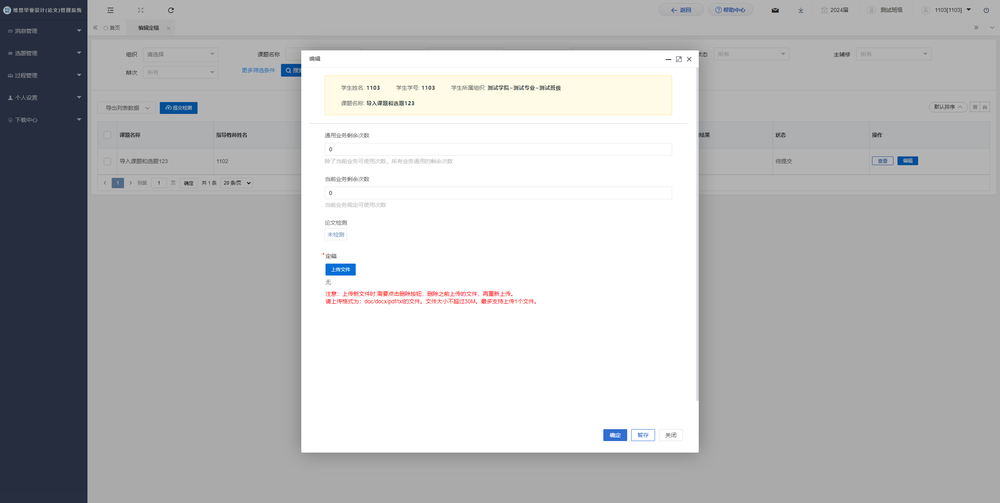 维普毕业设计(论文)管理系统
返回
帮助中心
2024届
测试班级
1103[1103]
消息管理
选题管理
过程管理
个人设置
下载中心
首页
编辑定稿
组织
请选择
课题名称
状态
所有
主辅修
所有
辩次
所有
更多筛选条件
搜索
导出列表数据
提交检测
默认排序
课题名称
指导教师姓名
结果
状态
操作
导入课题和选题123
1102
待提交
查看
编辑
1
到第
1
页
确定
共 1 条
20 条/页
编辑
学生姓名: 1103 学生学号: 1103 学生所属组织: 测试学院~测试专业~测试班级
课题名称: 导入课题和选题123
通用业务剩余次数
0
除了当前业务可使用次数，所有业务通用的剩余次数
当前业务剩余次数
0
当前业务规定可使用次数
论文检测
未检测
*定稿
上传文件
无
注意：上传新文件时,需要点击删除按钮，删除之前上传的文件，再重新上传。
请上传格式为：doc/docx/pdf/txt的文件。文件大小不超过30M。最多支持上传1个文件。
确定
暂存
关闭